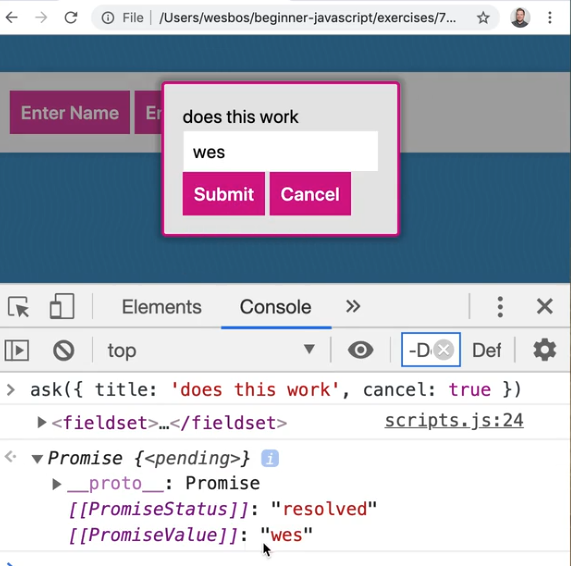 File | /Users/wesbos/beginner-javascript/exercises/7...
Enter Name
does this work
wes
Submit Cancel
Elements Console »
top
-D Def
> ask({ title: 'does this work', cancel: true })
▶<fieldset>…</fieldset> scripts.js:24
▼Promise {<pending>} i
▶__proto__: Promise
[[PromiseStatus]]: "resolved"
[[PromiseValue]]: "wes"